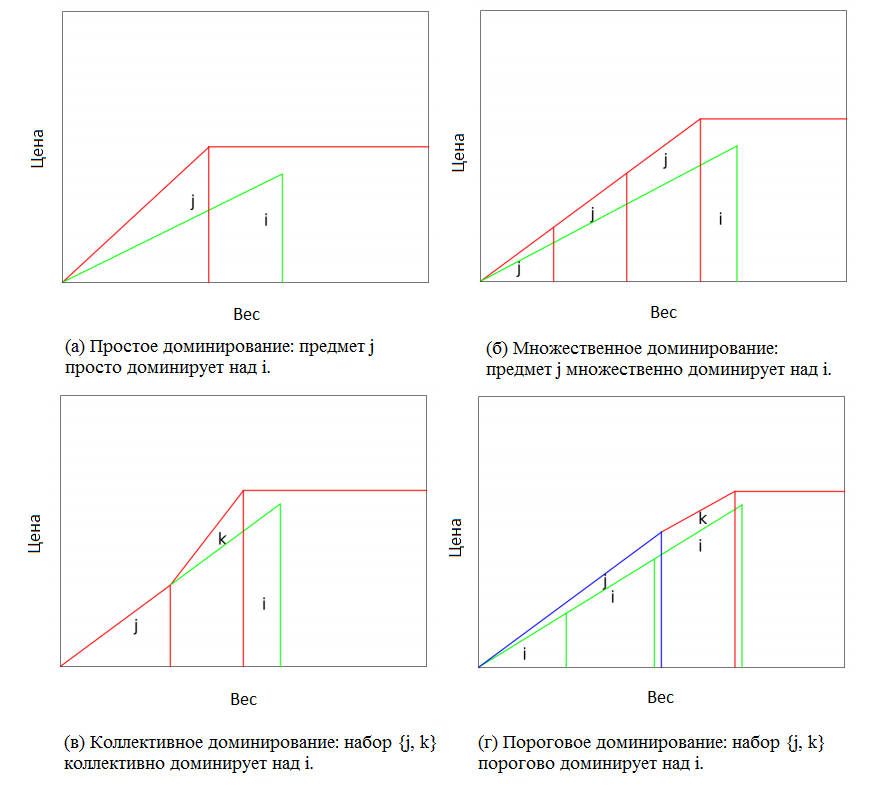 Цена
j
i
Вес
(а) Простое доминирование: предмет j
просто доминирует над i.
Цена
j
j
j
i
Вес
(б) Множественное доминирование:
предмет j множественно доминирует над i.
Цена
k
j
i
Вес
(в) Коллективное доминирование: набор {j, k}
коллективно доминирует над i.
Цена
k
i
j
i
i
Вес
(г) Пороговое доминирование: набор {j, k}
порогово доминирует над i.